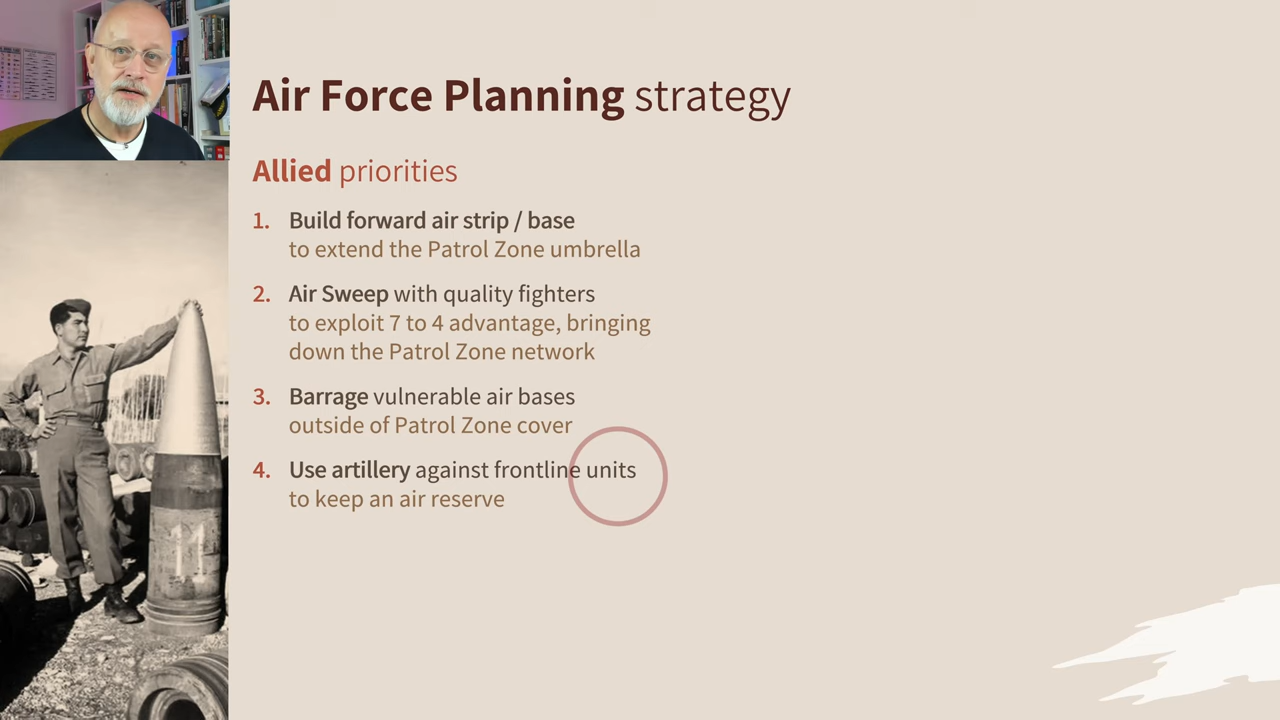 Air Force Planning strategy
Allied priorities
1. Build forward air strip / base
to extend the Patrol Zone umbrella
2. Air Sweep with quality fighters
to exploit 7 to 4 advantage, bringing
down the Patrol Zone network
3. Barrage vulnerable air bases
outside of Patrol Zone cover
4. Use artillery against frontline units
to keep an air reserve
11